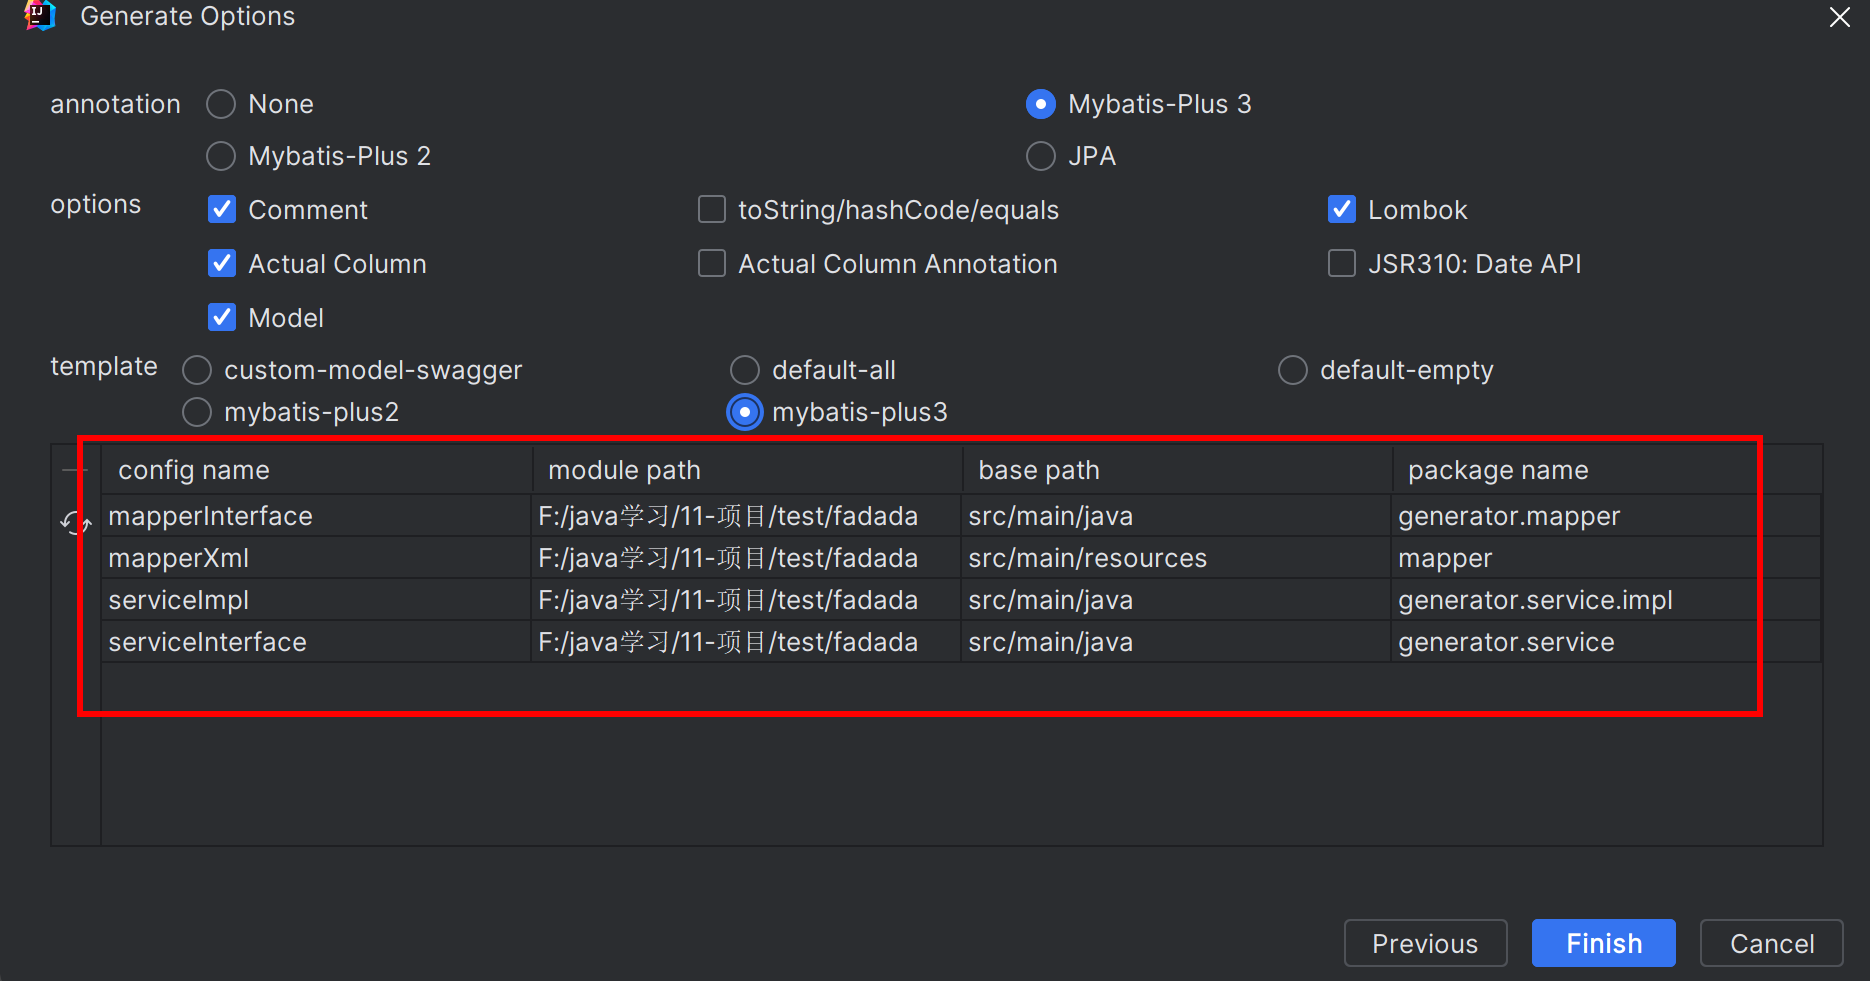 IJ
Generate Options
annotation None Mybatis-Plus 3
Mybatis-Plus 2 JPA
options Comment toString/hashCode/equals Lombok
Actual Column Actual Column Annotation JSR310: Date API
Model
template custom-model-swagger default-all default-empty
mybatis-plus2 mybatis-plus3
config name module path base path package name
mapperInterface F:/java学习/11-项目/test/fadada src/main/java generator.mapper
mapperXml F:/java学习/11-项目/test/fadada src/main/resources mapper
serviceImpl F:/java学习/11-项目/test/fadada src/main/java generator.service.impl
serviceInterface F:/java学习/11-项目/test/fadada src/main/java generator.service
Previous Finish Cancel